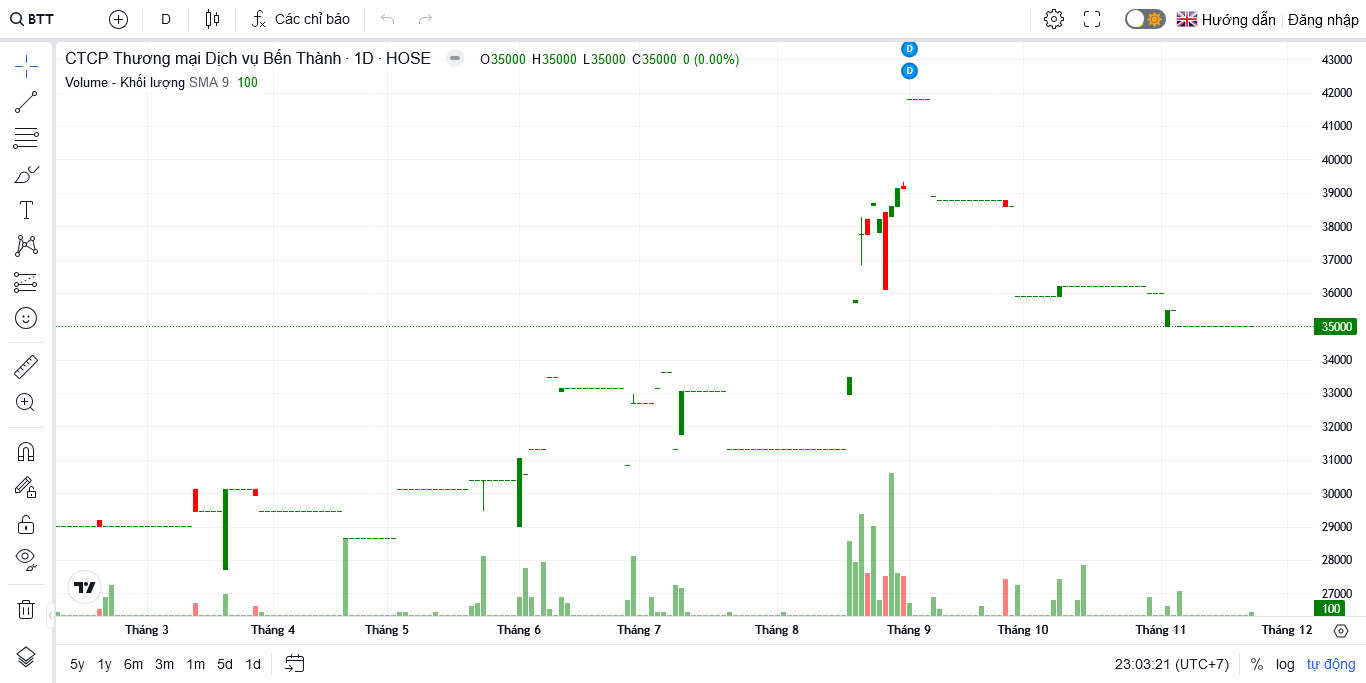 BTT D Các chỉ báo Hướng dẫn Đăng nhập
CTCP Thương mại Dịch vụ Bến Thành · 1D · HOSE O35000 H35000 L35000 C35000 0 (0.00%)
Volume - Khối lượng SMA 9 100
D
D
43000
42000
41000
40000
39000
38000
37000
36000
35000
34000
33000
32000
31000
30000
29000
28000
27000
100
Tháng 3 Tháng 4 Tháng 5 Tháng 6 Tháng 7 Tháng 8 Tháng 9 Tháng 10 Tháng 11 Tháng 12
5y 1y 6m 3m 1m 5d 1d 23:03:21 (UTC+7) % log tự động